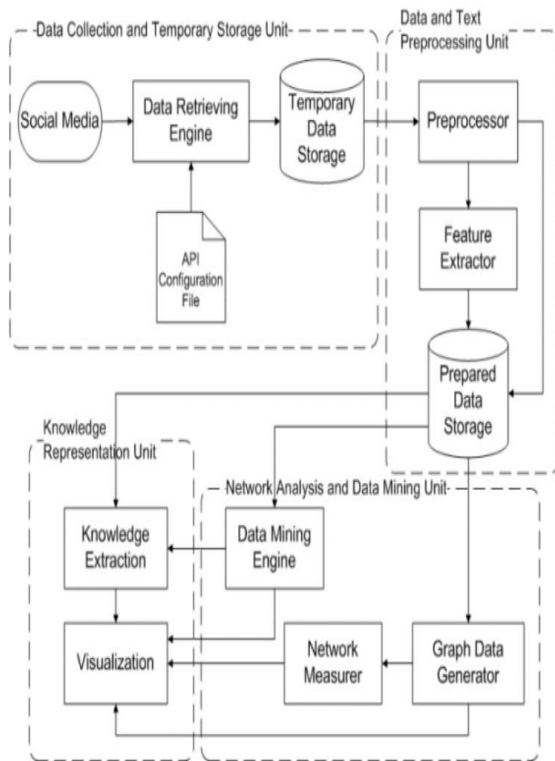 Data Collection and Temporary Storage Unit
Data and Text
Preprocessing Unit
Social Media
Data Retrieving
Engine
Temporary
Data
Storage
Preprocessor
API
Configuration
File
Feature
Extractor
Prepared
Data
Storage
Knowledge
Representation Unit
Network Analysis and Data Mining Unit
Knowledge
Extraction
Data Mining
Engine
Visualization
Network
Measurer
Graph Data
Generator